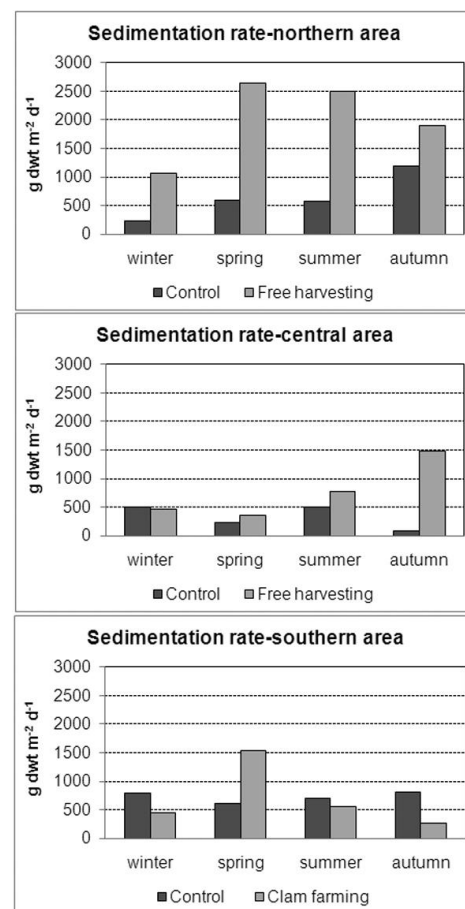 Sedimentation rate-northern area
g dwt m⁻² d⁻¹
3000
2500
2000
1500
1000
500
0
winter spring summer autumn
Control Free harvesting
Sedimentation rate-central area
g dwt m⁻² d⁻¹
3000
2500
2000
1500
1000
500
0
winter spring summer autumn
Control Free harvesting
Sedimentation rate-southern area
g dwt m⁻² d⁻¹
3000
2500
2000
1500
1000
500
0
winter spring summer autumn
Control Clam farming